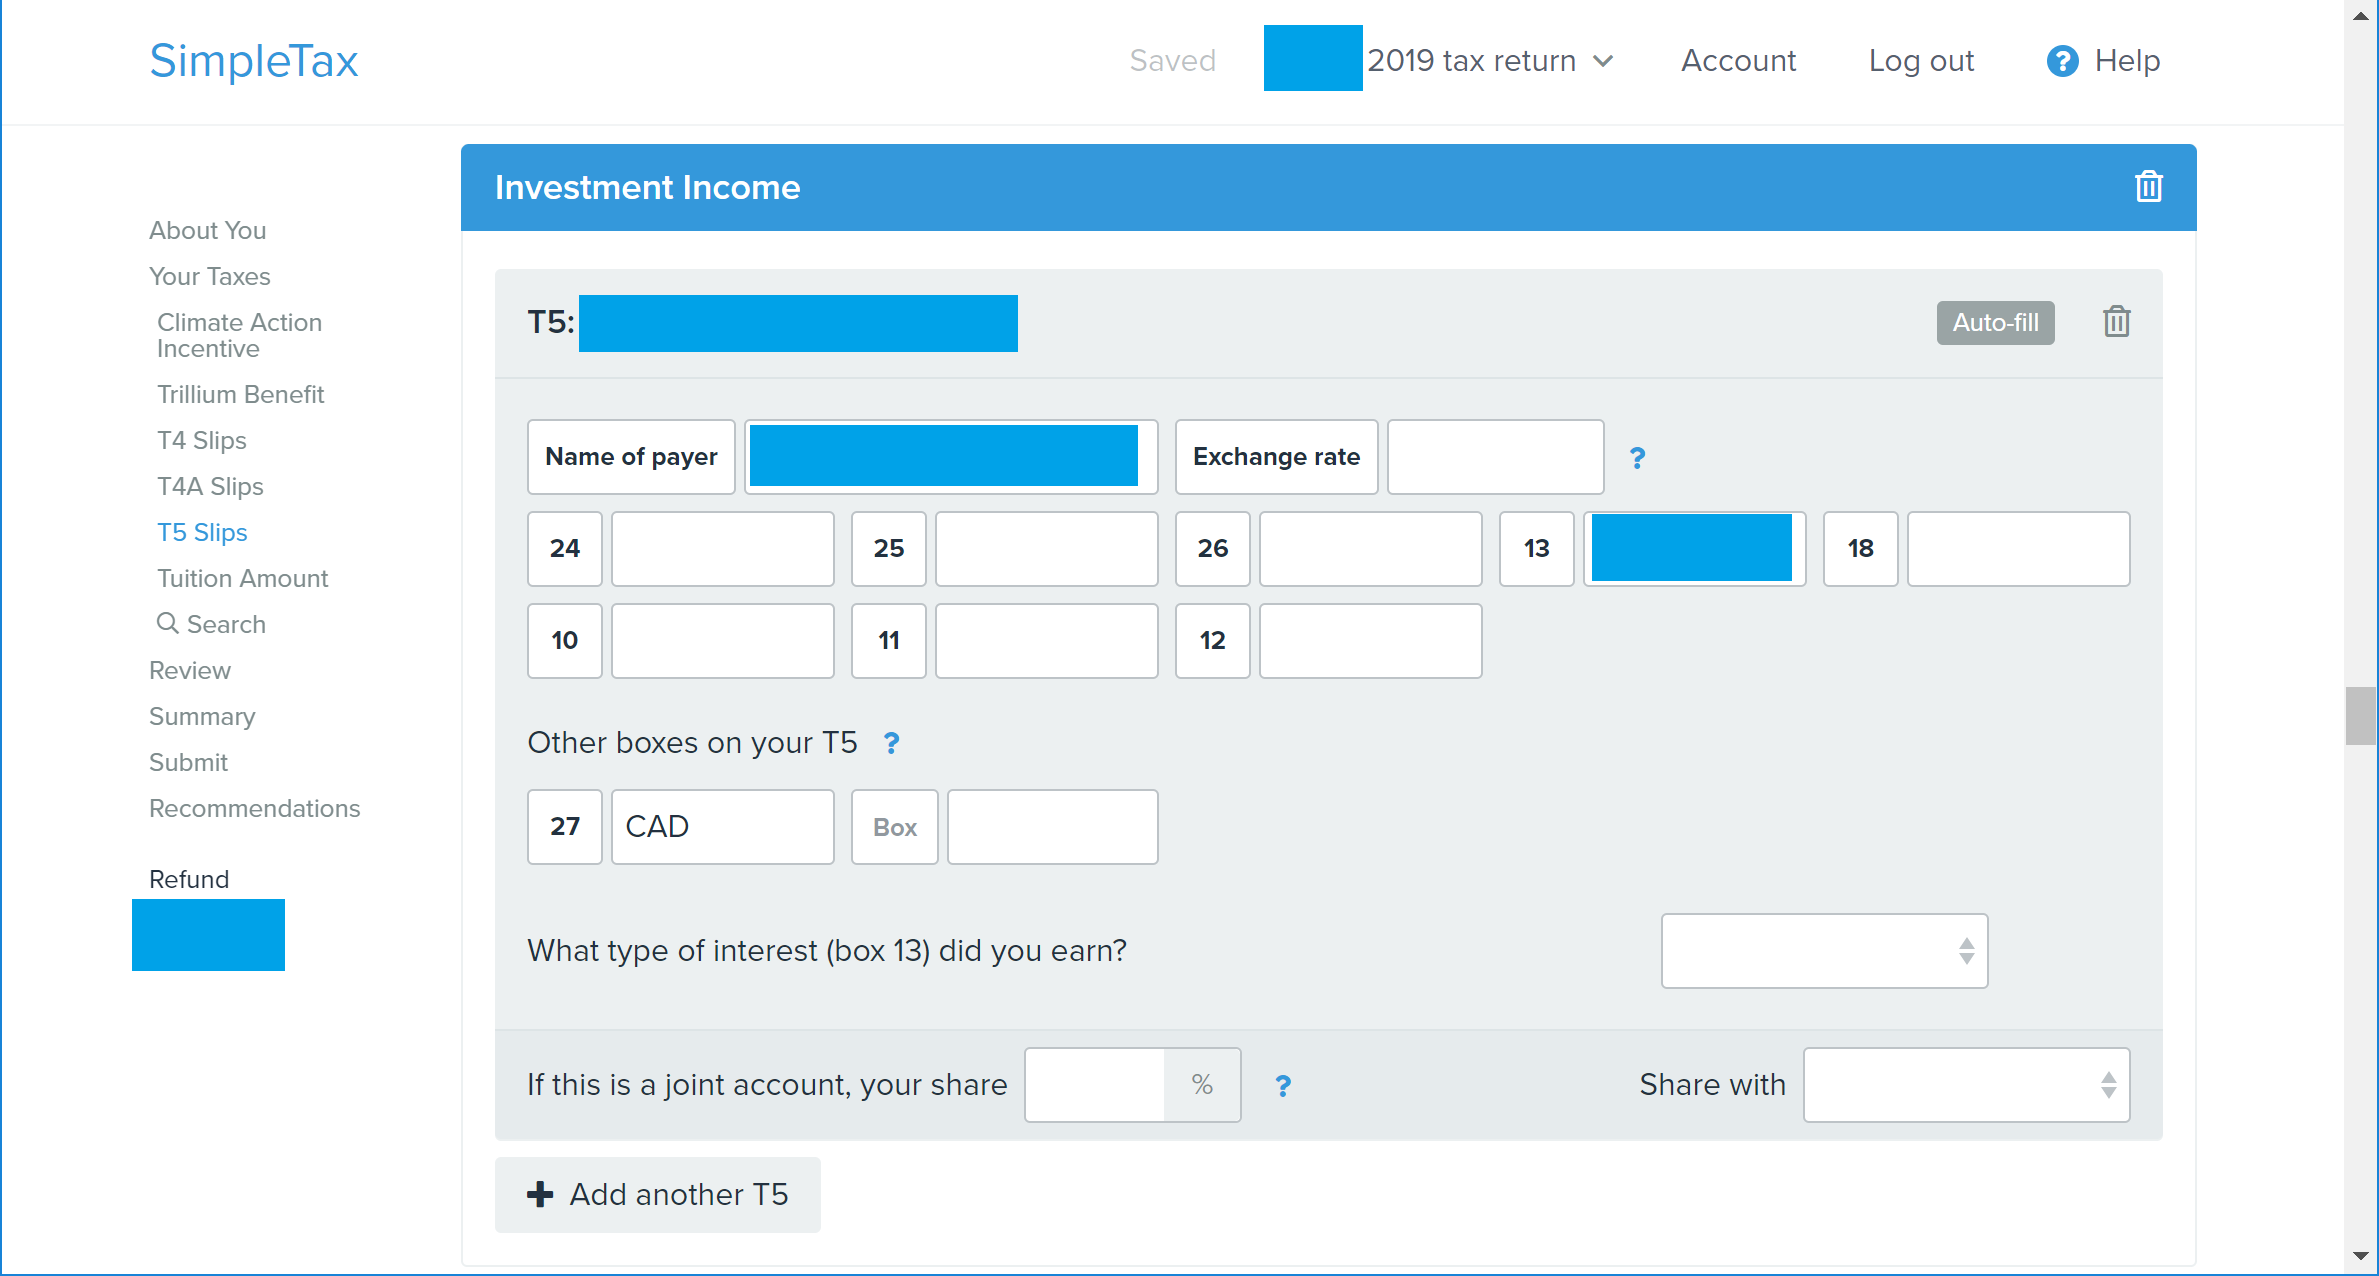 SimpleTax
Saved 2019 tax return Account Log out ? Help
Investment Income
About You
Your Taxes
Climate Action
Incentive
Trillium Benefit
T4 Slips
T4A Slips
T5 Slips
Tuition Amount
Search
Review
Summary
Submit
Recommendations
Refund
T5: Auto-fill
Name of payer Exchange rate ?
24 25 26 13 18
10 11 12
Other boxes on your T5 ?
27 CAD Box
What type of interest (box 13) did you earn?
If this is a joint account, your share % ? Share with
Add another T5